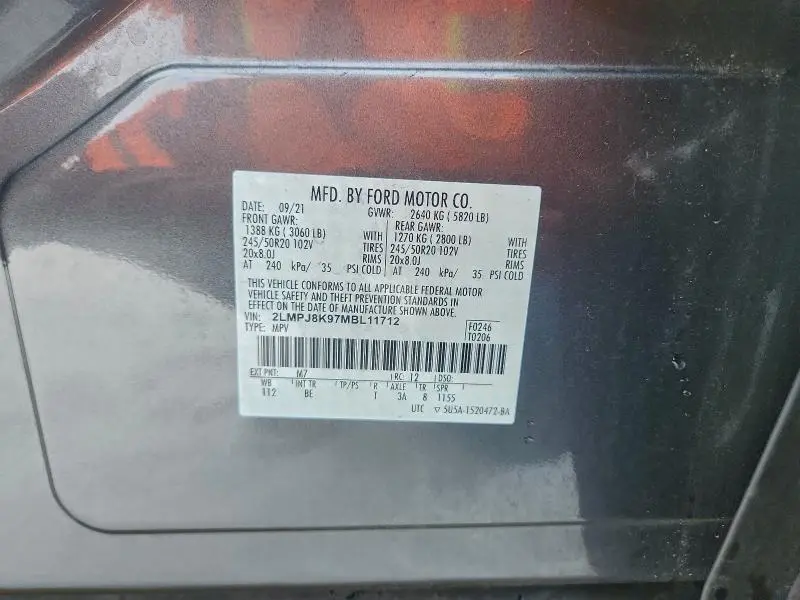 MFD. BY FORD MOTOR CO.
DATE: 09/21 GVWR: 2640 KG ( 5820 LB)
FRONT GAWR: REAR GAWR:
1388 KG ( 3060 LB) WITH 1270 KG ( 2800 LB) WITH
245/50R20 102V TIRES 245/50R20 102V TIRES
20x8.0J RIMS 20x8.0J RIMS
AT 240 kPa/ 35 PSI COLD AT 240 kPa/ 35 PSI COLD
THIS VEHICLE CONFORMS TO ALL APPLICABLE FEDERAL MOTOR
VEHICLE SAFETY AND THEFT PREVENTION STANDARDS IN
EFFECT ON THE DATE OF MANUFACTURE SHOWN ABOVE.
VIN: 2LMPJ8K97MBL11712 F0246
TYPE: MPV T0206
EXT PNT: M7 RC: 12 DSO:
WB INT TR TP/PS R AXLE TR SPR
112 BE T 3A 8 1155
UTC ▽ 5U5A-1520472-BA